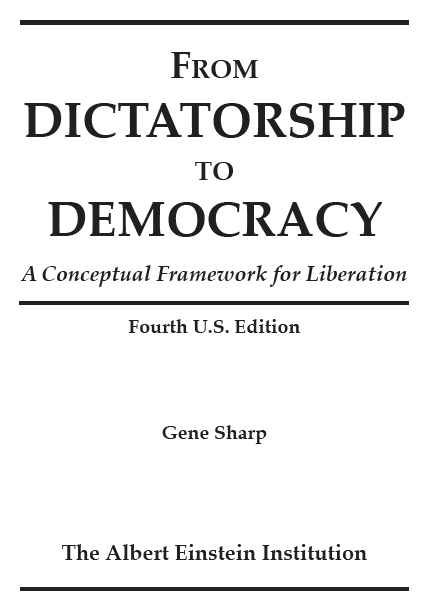 FROM
DICTATORSHIP
TO
DEMOCRACY
A Conceptual Framework for Liberation
Fourth U.S. Edition
Gene Sharp
The Albert Einstein Institution